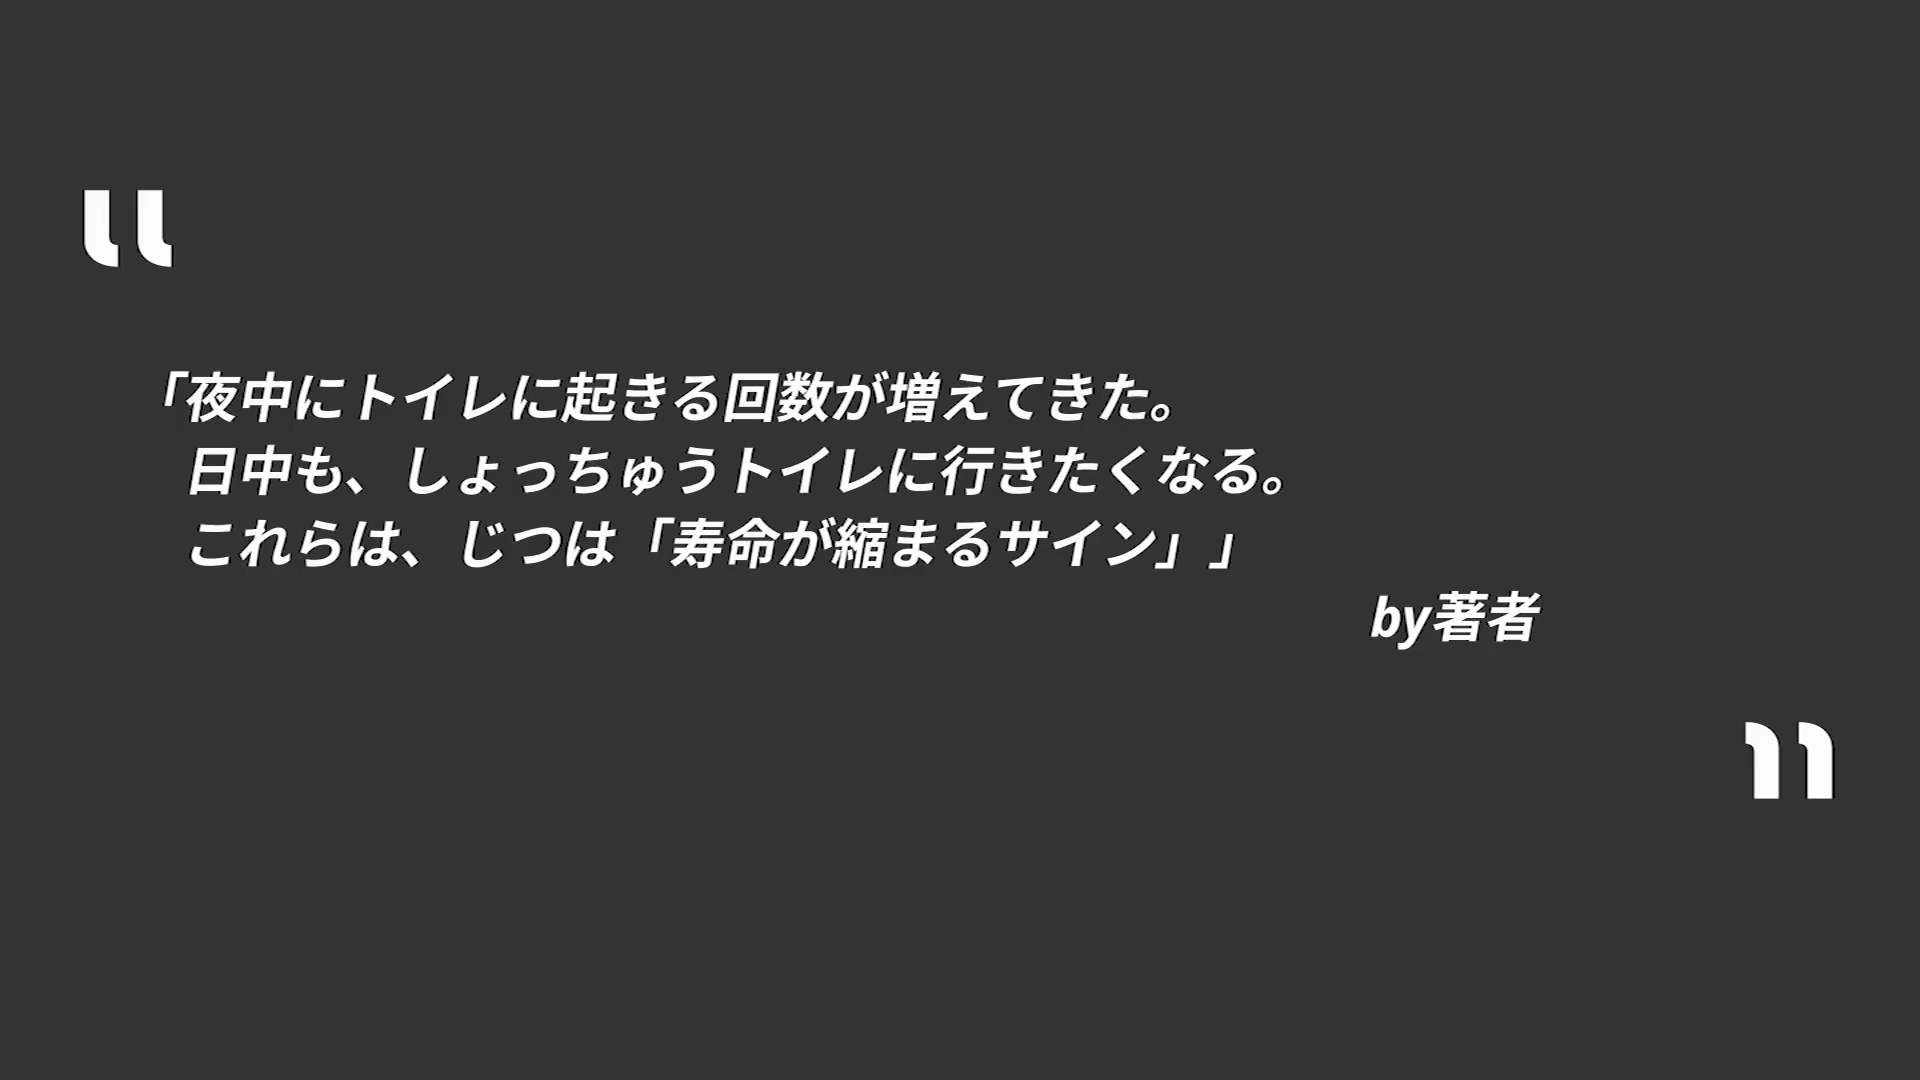 “
「夜中にトイレに起きる回数が増えてきた。
日中も、しょっちゅうトイレに行きたくなる。
これらは、じつは「寿命が縮まるサイン」」
by著者
”